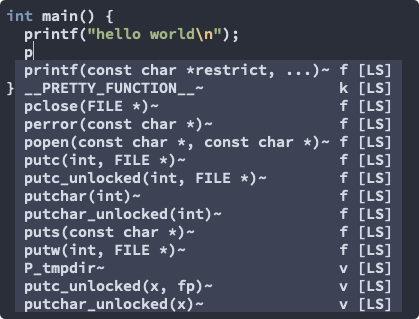 int main() {
  printf("hello world\n");
  p
  printf(const char *restrict, ...)~ f [LS]
} __PRETTY_FUNCTION__~ k [LS]
  pclose(FILE *)~ f [LS]
  perror(const char *)~ f [LS]
  popen(const char *, const char *)~ f [LS]
  putc(int, FILE *)~ f [LS]
  putc_unlocked(int, FILE *)~ f [LS]
  putchar(int)~ f [LS]
  putchar_unlocked(int)~ f [LS]
  puts(const char *)~ f [LS]
  putw(int, FILE *)~ f [LS]
  P_tmpdir~ v [LS]
  putc_unlocked(x, fp)~ v [LS]
  putchar_unlocked(x)~ v [LS]